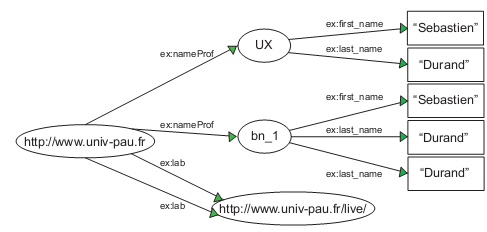 ex:first_name
"Sebastien"
UX
ex:nameProf
ex:last_name
"Durand"
ex:first_name
"Sebastien"
ex:nameProf
bn_1
ex:last_name
"Durand"
http://www.univ-pau.fr
ex:lab
ex:last_name
"Durand"
ex:lab
http://www.univ-pau.fr/live/